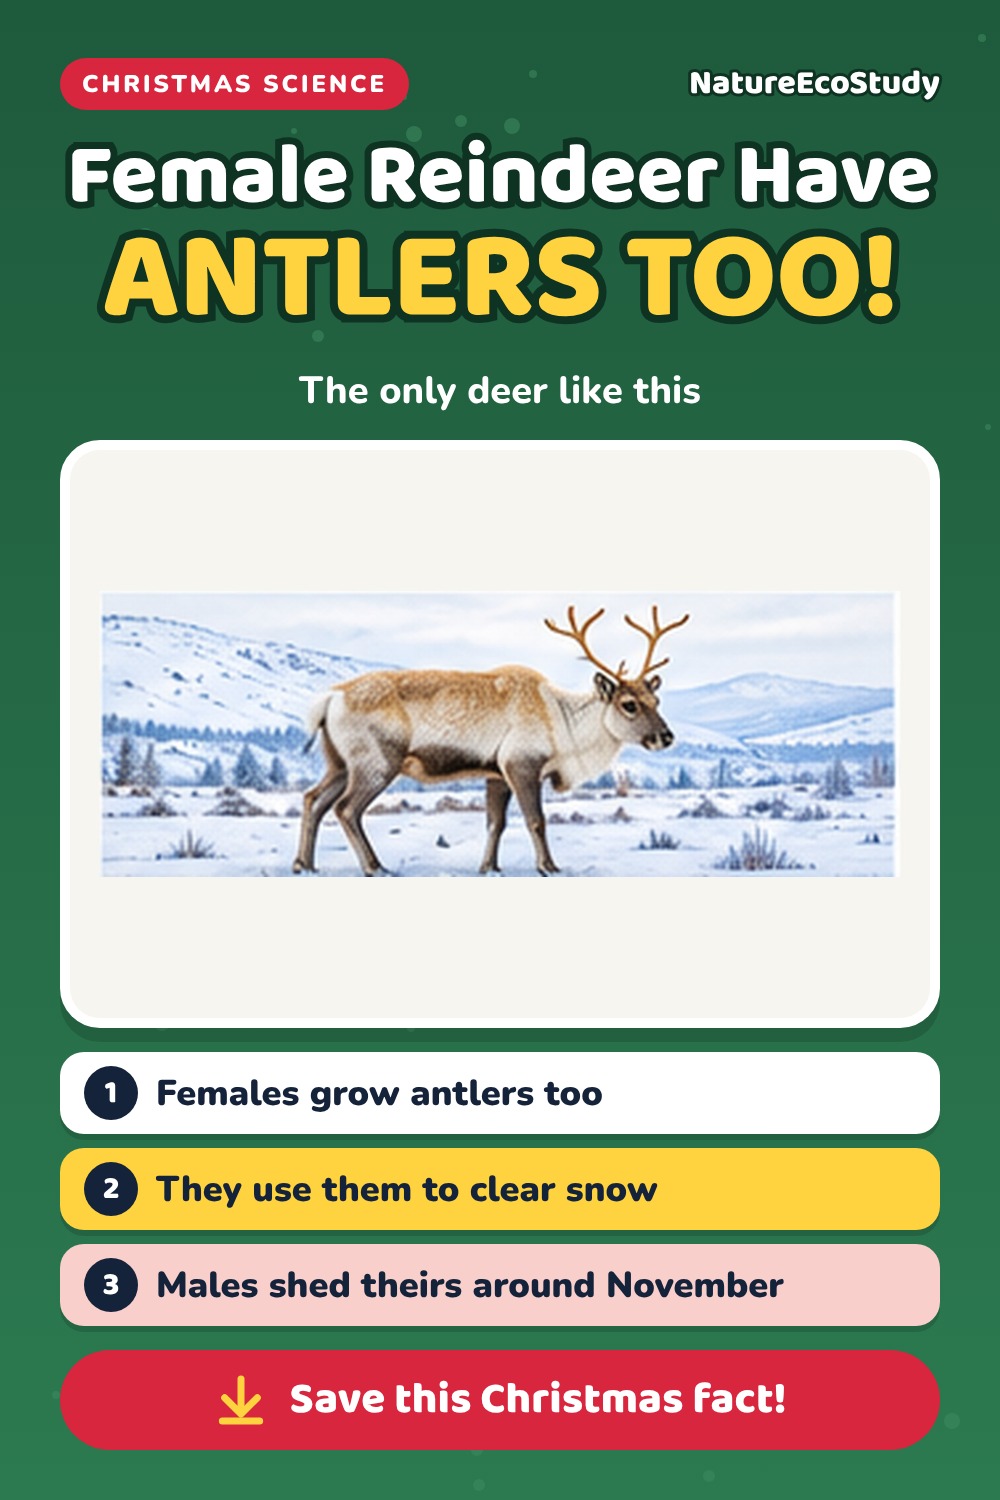 CHRISTMAS SCIENCE
NatureEcoStudy
Female Reindeer Have
ANTLERS TOO!
The only deer like this
1 Females grow antlers too
2 They use them to clear snow
3 Males shed theirs around November
Save this Christmas fact!